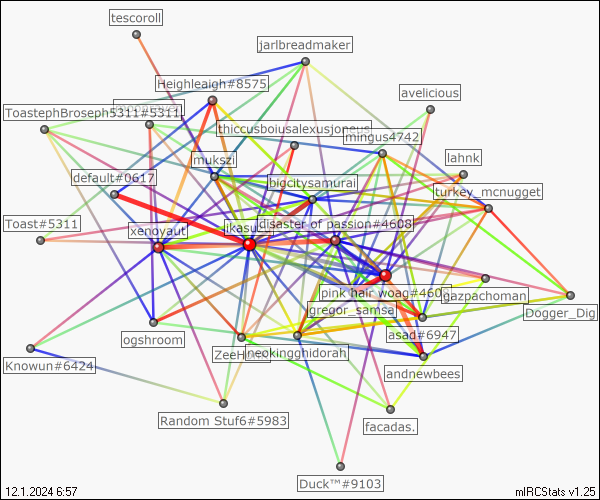 tescoroll
jarlbreadmaker
Heighleaigh#8575
avelicious
ToastephBroseph5311#5311
thiccusboiusalexusjoneus
mingus4742
mukszi
lahnk
default#0617
bigcitysamurai
turkey_mcnugget
Toast#5311
xenoyaut
disaster of passion#4608
pink hair woag#460
gazpachoman
gregor_samsa
Dogger_Dig
ogshroom
asad#6947
neokingghidorah
Knowun#6424
andnewbees
Random Stuf6#5983
facadas.
Duck™#9103
12.1.2024 6:57
mIRCStats v1.25